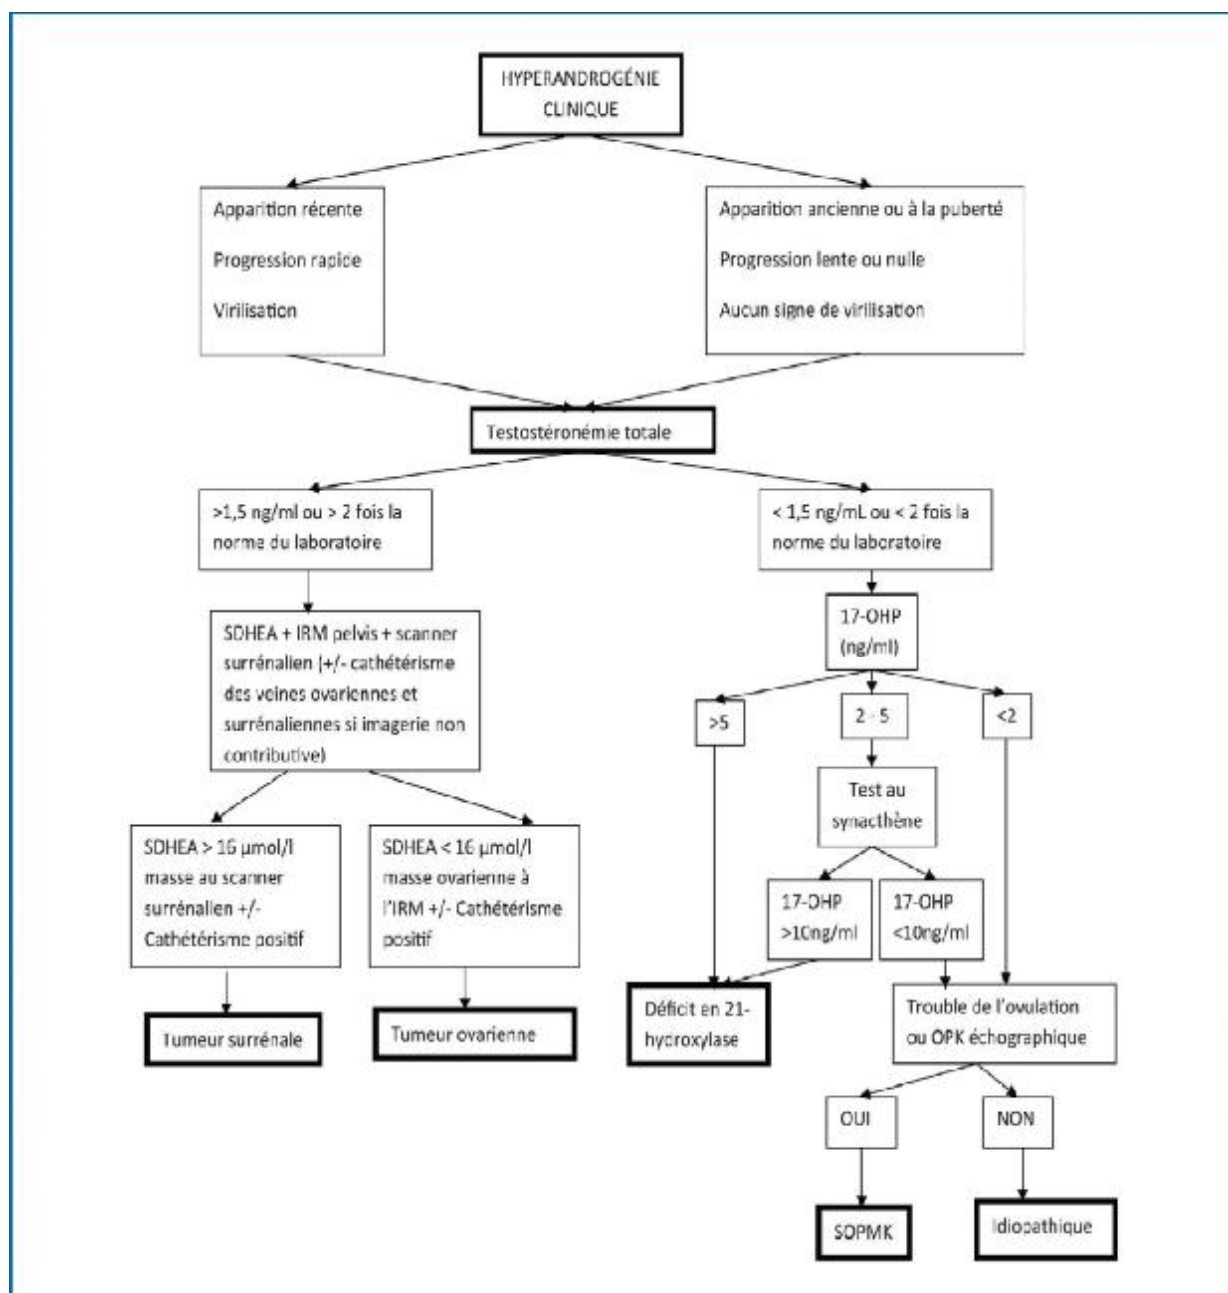 HYPERANDROGÉNIE
CLINIQUE
Apparition récente
Progression rapide
Virilisation
Apparition ancienne ou à la puberté
Progression lente ou nulle
Aucun signe de virilisation
Testostéronémie totale
>1,5 ng/ml ou > 2 fois la
norme du laboratoire
< 1,5 ng/mL ou < 2 fois la
norme du laboratoire
SDHEA + IRM pelvis + scanner
surrénalien (+/- cathétérisme
des veines ovariennes et
surrénaliennes si imagerie non
contributive)
17-OHP
(ng/ml)
>5
2 - 5
<2
Test au
synacthène
SDHEA > 16 µmol/l
masse au scanner
surrénalien +/-
Cathétérisme positif
SDHEA < 16 µmol/l
masse ovarienne à
l'IRM +/- Cathétérisme
positif
17-OHP
>10ng/ml
17-OHP
<10ng/ml
Tumeur surrénale
Tumeur ovarienne
Déficit en 21-
hydroxylase
Trouble de l'ovulation
ou OPK échographique
OUI
NON
SOPMK
Idiopathique